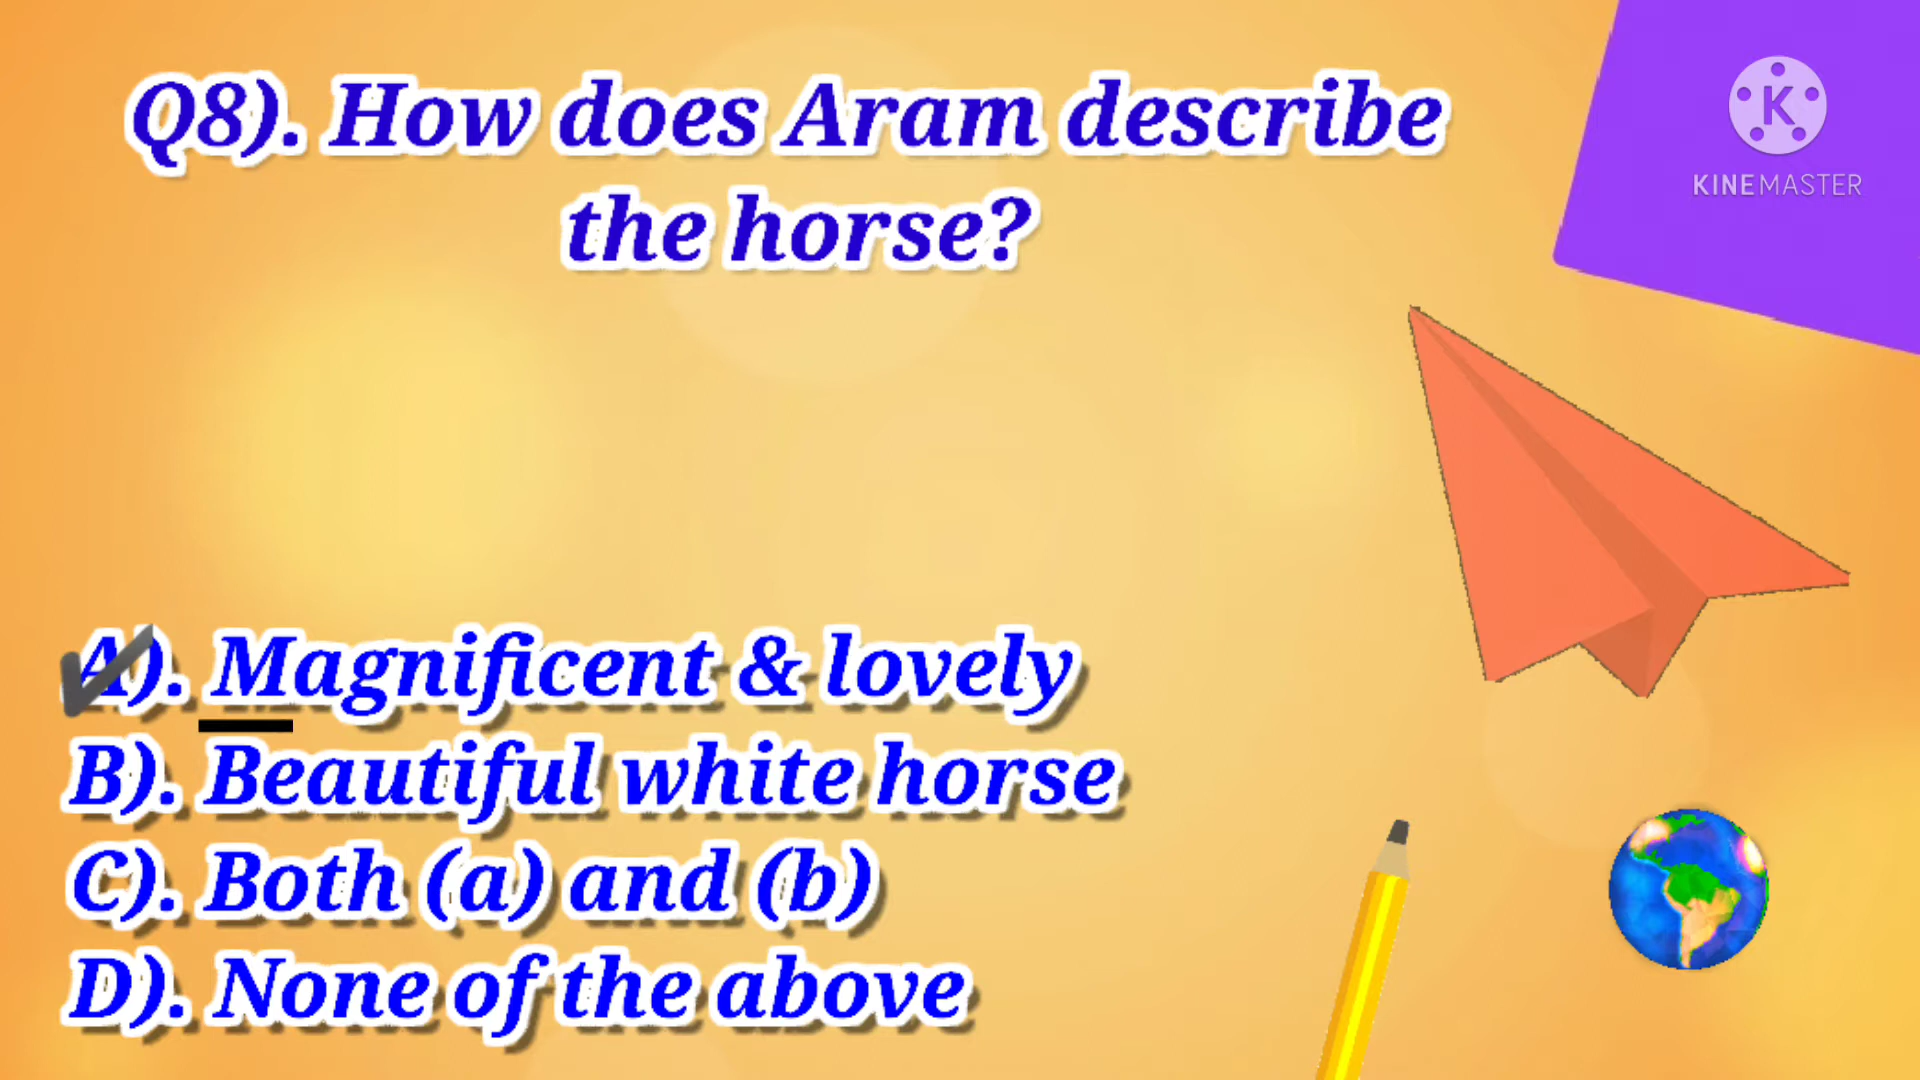 Q8). How does Aram describe
the horse?
KINEMASTER
A). Magnificent & lovely
B). Beautiful white horse
C). Both (a) and (b)
D). None of the above